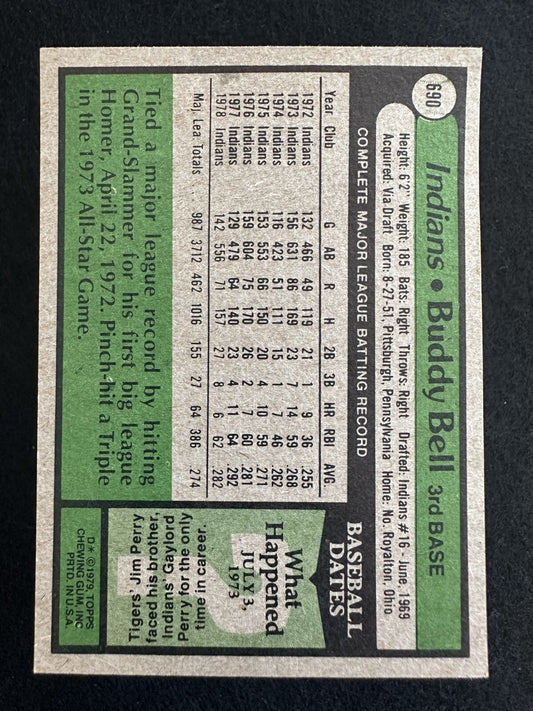 690
Indians • Buddy Bell 3rd BASE
Height: 6'2" Weight: 185 Bats: Right Throws: Right Drafted: Indians #16 - June, 1969
Acquired: Via Draft Born: 8-27-51, Pittsburgh, Pennsylvania Home: No. Royalton, Ohio
COMPLETE MAJOR LEAGUE BATTING RECORD
Year Club G AB R H 2B 3B HR RBI AVG.
1972 Indians 132 466 49 119 21 1 9 36 255
1973 Indians 156 631 86 169 23 7 14 59 268
1974 Indians 116 423 51 111 15 1 7 46 262
1975 Indians 153 553 66 150 20 4 10 59 271
1976 Indians 159 604 75 170 26 2 7 60 281
1977 Indians 129 479 64 140 23 4 11 64 292
1978 Indians 142 556 71 157 27 8 6 62 282
Maj. Lea. Totals 987 3712 462 1016 155 27 64 386 274
Tied a major league record by hitting
Grand-Slammer for his first big league
Homer, April 22, 1972. Pinch-hit a Triple
in the 1973 All-Star Game.
BASEBALL
DATES
What
Happened
JULY 3,
1973
?
Tigers' Jim Perry
faced his brother,
Indians' Gaylord
Perry for the only
time in career.
D* © 1979, TOPPS
CHEWING GUM, INC
PRTD. IN U.S.A.